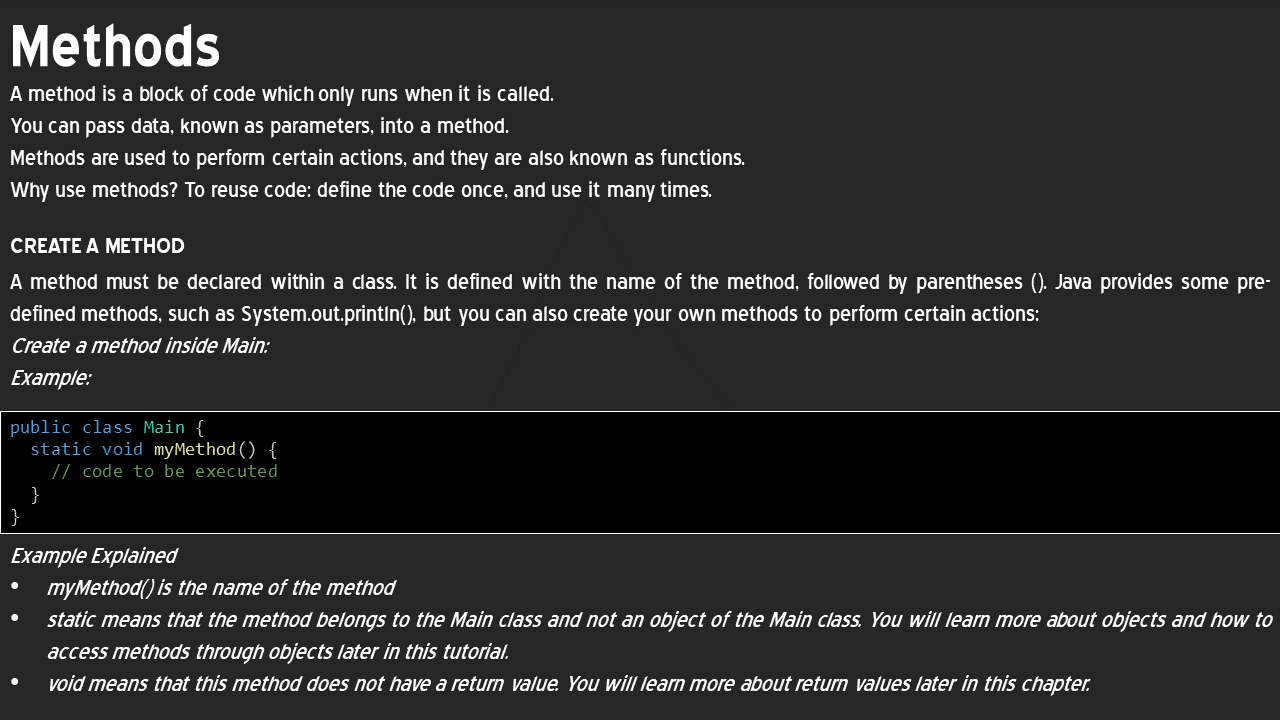 Methods
A method is a block of code which only runs when it is called.
You can pass data, known as parameters, into a method.
Methods are used to perform certain actions, and they are also known as functions.
Why use methods? To reuse code: define the code once, and use it many times.
CREATE A METHOD
A method must be declared within a class. It is defined with the name of the method, followed by parentheses (). Java provides some pre-
defined methods, such as System.out.println(), but you can also create your own methods to perform certain actions:
Create a method inside Main:
Example:
public class Main {
  static void myMethod() {
    // code to be executed
  }
}
Example Explained
• myMethod() is the name of the method
• static means that the method belongs to the Main class and not an object of the Main class. You will learn more about objects and how to
access methods through objects later in this tutorial.
• void means that this method does not have a return value. You will learn more about return values later in this chapter.